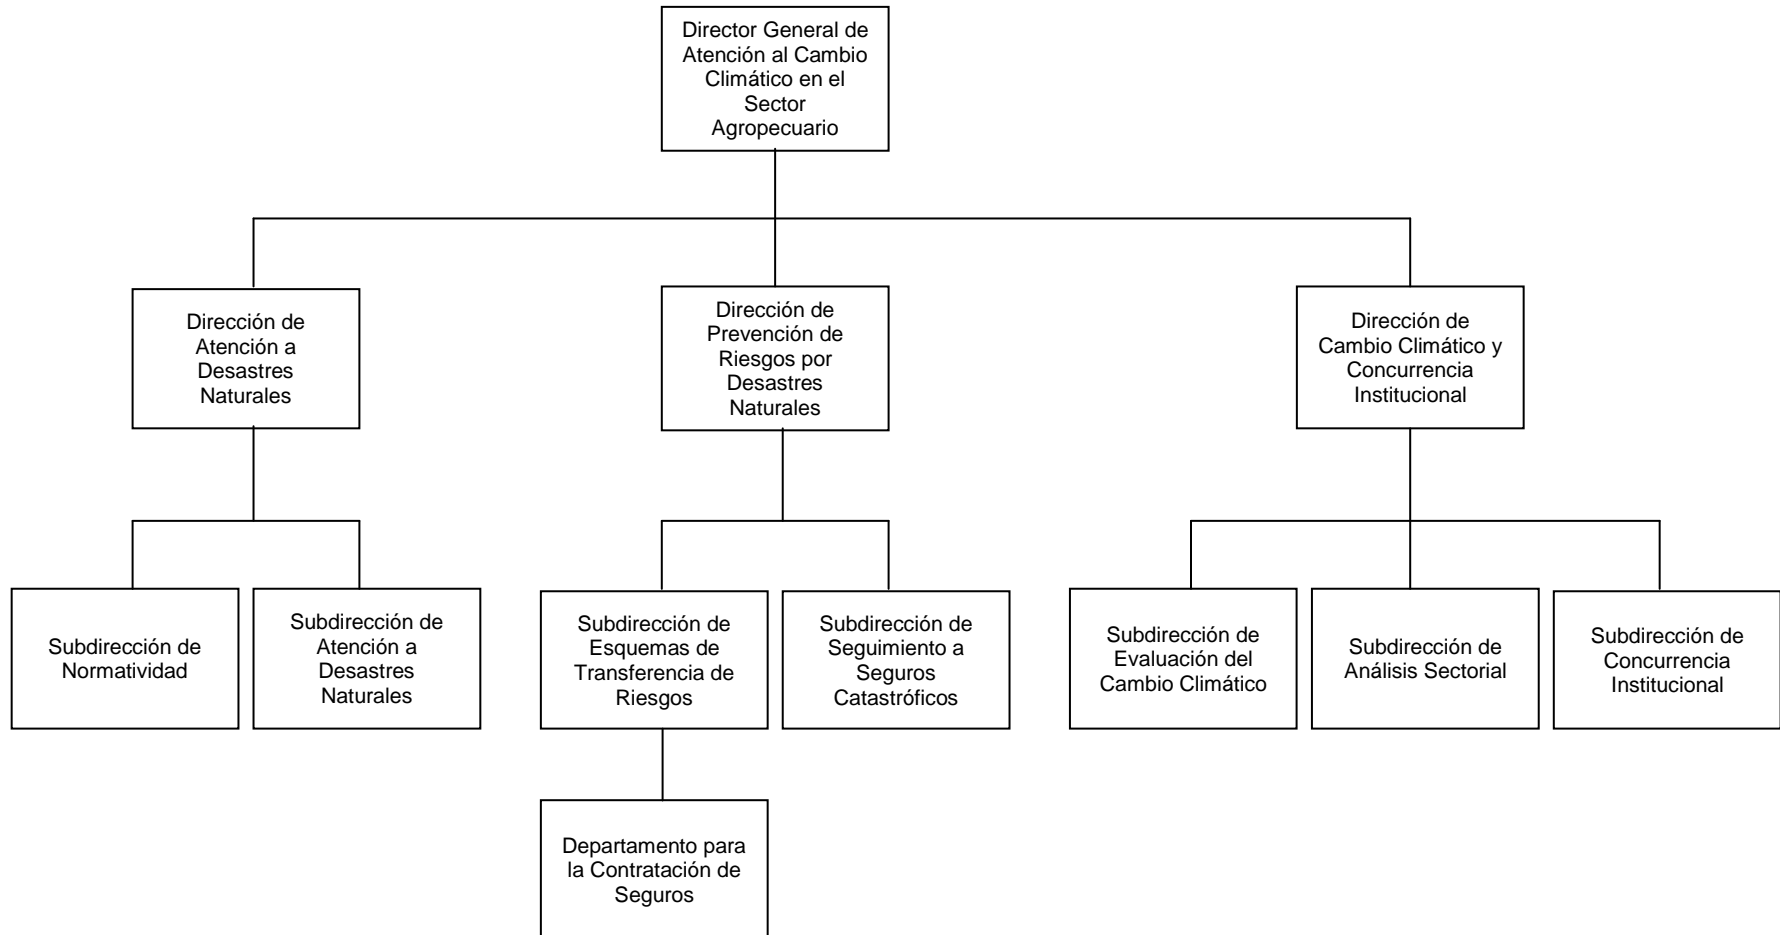 Director General de
Atención al Cambio
Climático en el
Sector
Agropecuario
Dirección de
Atención a
Desastres
Naturales
Dirección de
Prevención de
Riesgos por
Desastres
Naturales
Dirección de
Cambio Climático y
Concurrencia
Institucional
Subdirección de
Normatividad
Subdirección de
Atención a
Desastres
Naturales
Subdirección de
Esquemas de
Transferencia de
Riesgos
Subdirección de
Seguimiento a
Seguros
Catastróficos
Subdirección de
Evaluación del
Cambio Climático
Subdirección de
Análisis Sectorial
Subdirección de
Concurrencia
Institucional
Departamento para
la Contratación de
Seguros